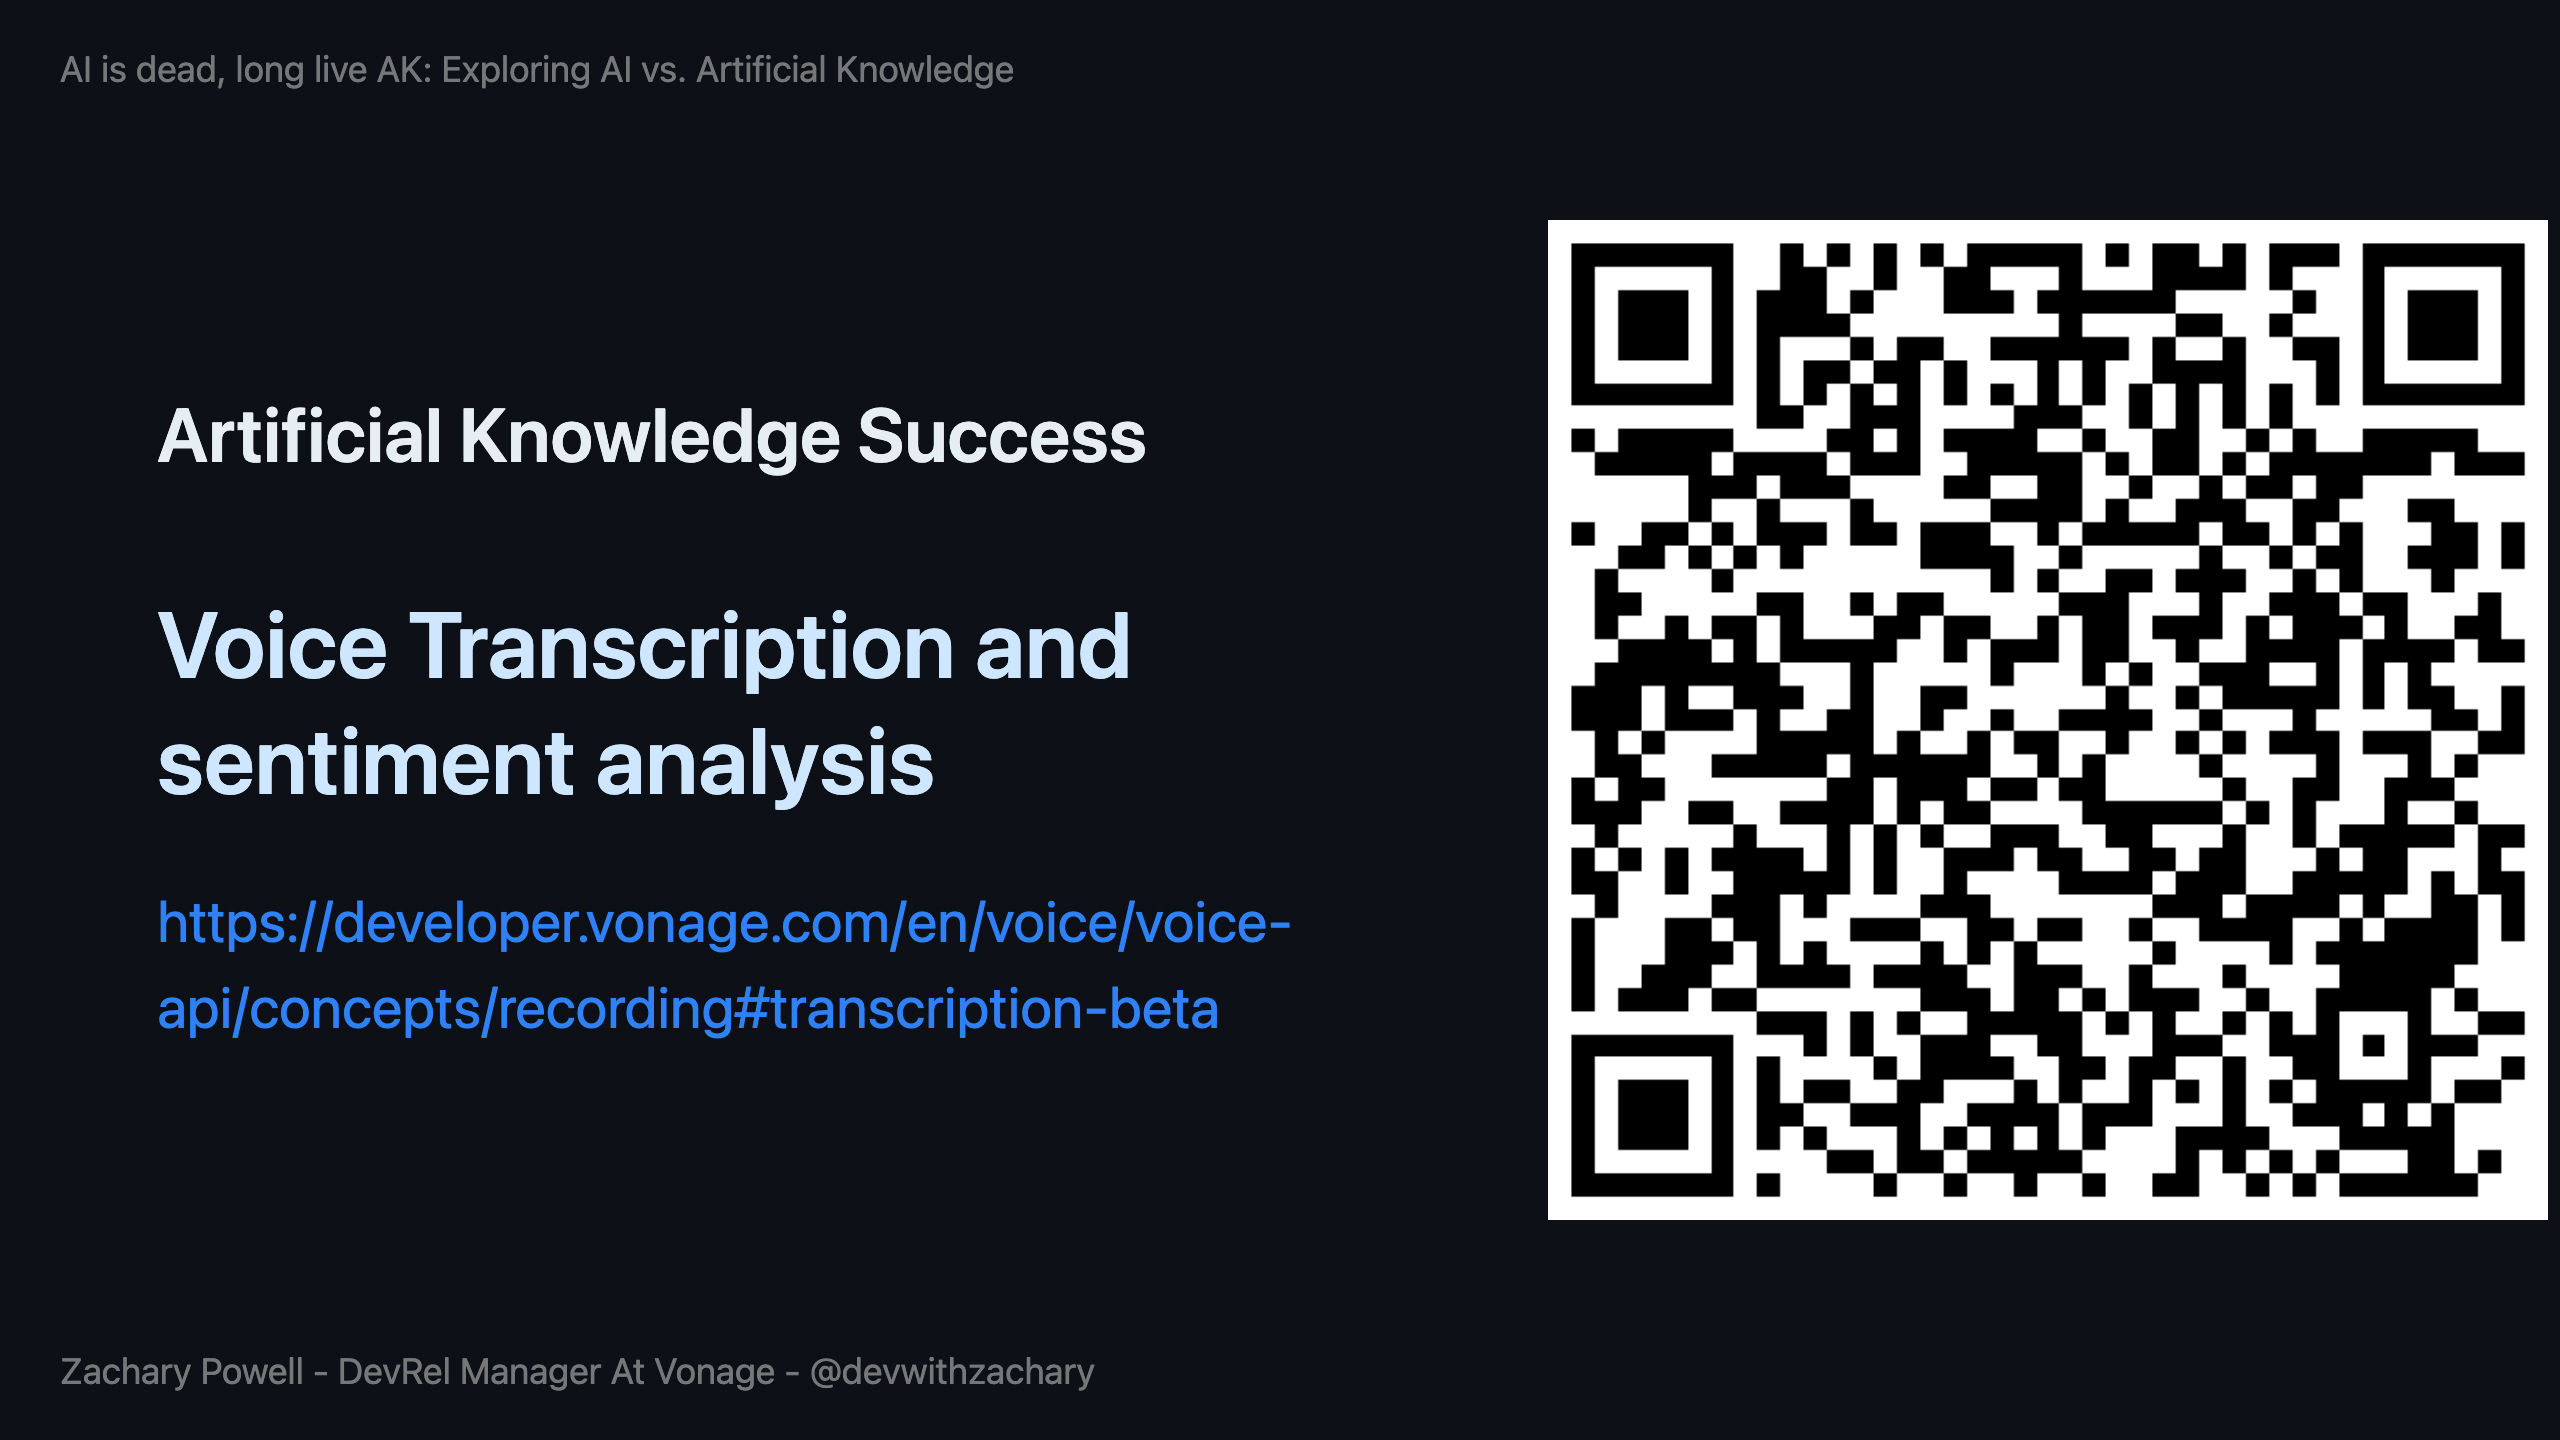 AI is dead, long live AK: Exploring AI vs. Artificial Knowledge
Artificial Knowledge Success
Voice Transcription and
sentiment analysis
https://developer.vonage.com/en/voice/voice-
api/concepts/recording#transcription-beta
Zachary Powell - DevRel Manager At Vonage - @devwithzachary